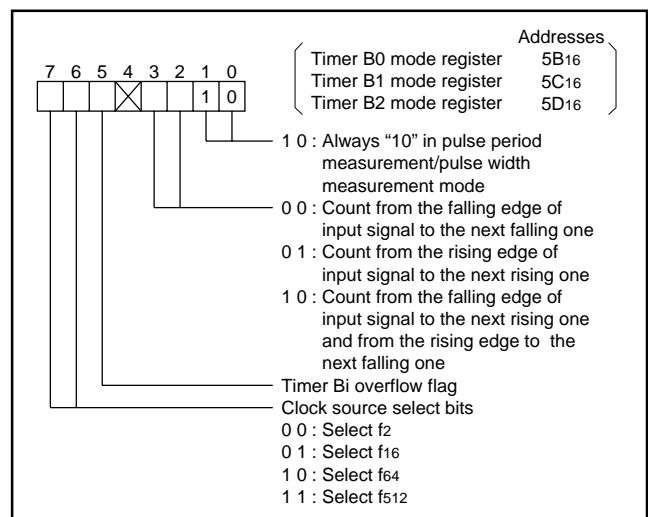 Addresses
Timer B0 mode register 5B16
Timer B1 mode register 5C16
Timer B2 mode register 5D16
7 6 5 4 3 2 1 0
1 0
1 0 : Always “10” in pulse period
measurement/pulse width
measurement mode
0 0 : Count from the falling edge of
input signal to the next falling one
0 1 : Count from the rising edge of
input signal to the next rising one
1 0 : Count from the falling edge of
input signal to the next rising one
and from the rising edge to the
next falling one
Timer Bi overflow flag
Clock source select bits
0 0 : Select f2
0 1 : Select f16
1 0 : Select f64
1 1 : Select f512